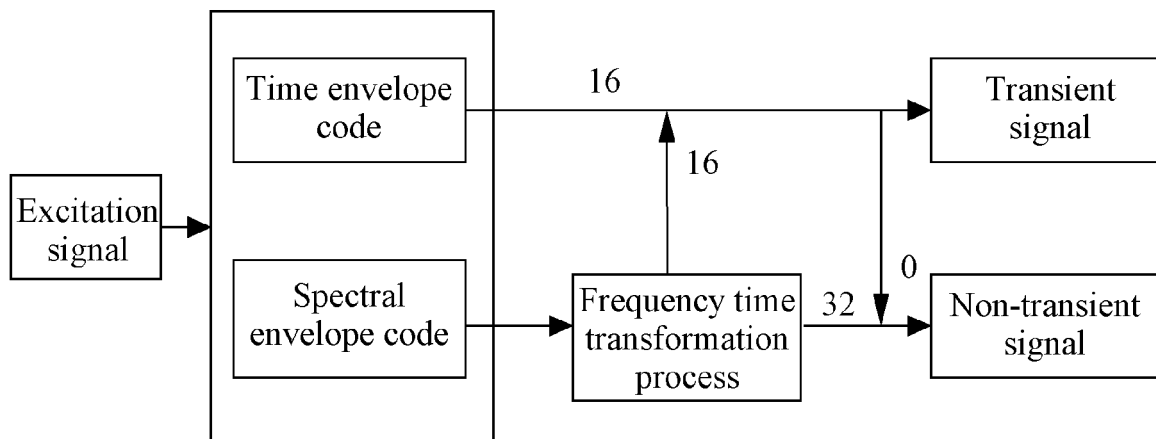 Excitation
signal
Time envelope
code
Spectral
envelope code
16
16
Frequency time
transformation
process
32
0
Transient
signal
Non-transient
signal